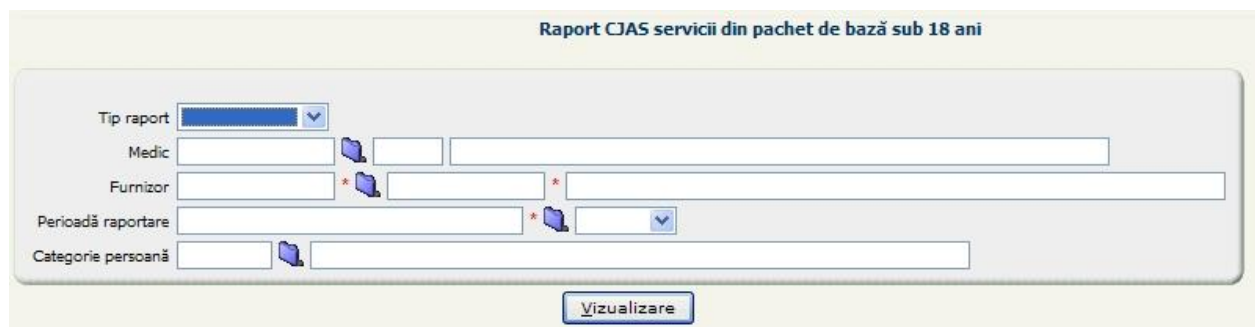 Raport CJAS servicii din pachet de bază sub 18 ani
Tip raport
Medic
Furnizor * *
Perioadă raportare *
Categorie persoană
Vizualizare